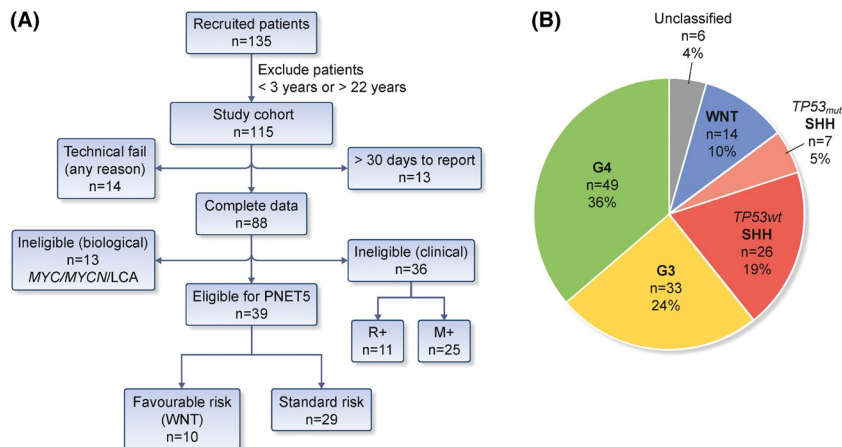 (A)
Recruited patients
n=135
Exclude patients
< 3 years or > 22 years
Study cohort
n=115
Technical fail
(any reason)
n=14
> 30 days to report
n=13
Complete data
n=88
Ineligible (biological)
n=13
MYC/MYCN/LCA
Ineligible (clinical)
n=36
Eligible for PNET5
n=39
R+
n=11
M+
n=25
Favourable risk
(WNT)
n=10
Standard risk
n=29
(B)
Unclassified
n=6
4%
WNT
n=14
10%
TP53mut
SHH
n=7
5%
TP53wt
SHH
n=26
19%
G3
n=33
24%
G4
n=49
36%